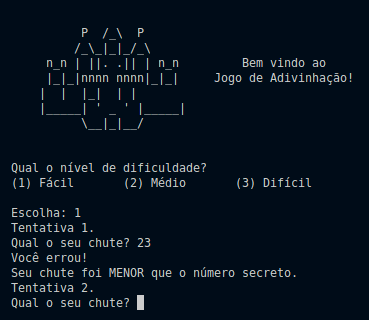 P /_\ P
/_\_|_|_/_\
n_n | ||. .|| | n_n Bem vindo ao
|_|_|nnnn nnnn|_|_| Jogo de Adivinhação!
| | |_| | |
|_____| ' _ ' |_____|
\__|_|__/
Qual o nível de dificuldade?
(1) Fácil (2) Médio (3) Difícil
Escolha: 1
Tentativa 1.
Qual o seu chute? 23
Você errou!
Seu chute foi MENOR que o número secreto.
Tentativa 2.
Qual o seu chute?